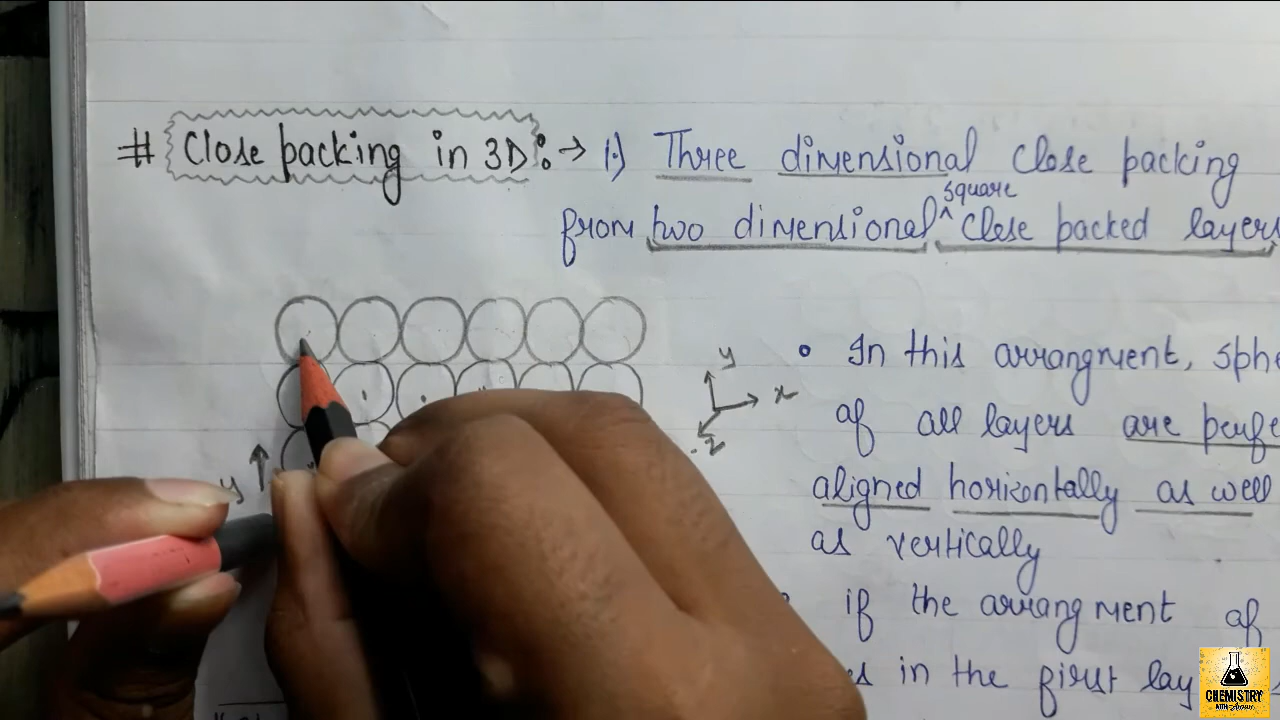 # Close packing in 3D :→ 1.) Three dimensional close packing
square
from two dimensional ^ close packed layers
y
x
• In this arrangment, sphe
z
of all layers are perfe
y
aligned horizontally as well
as vertically
if the arrangment of
in the first lay
CHEMISTRY
WITH